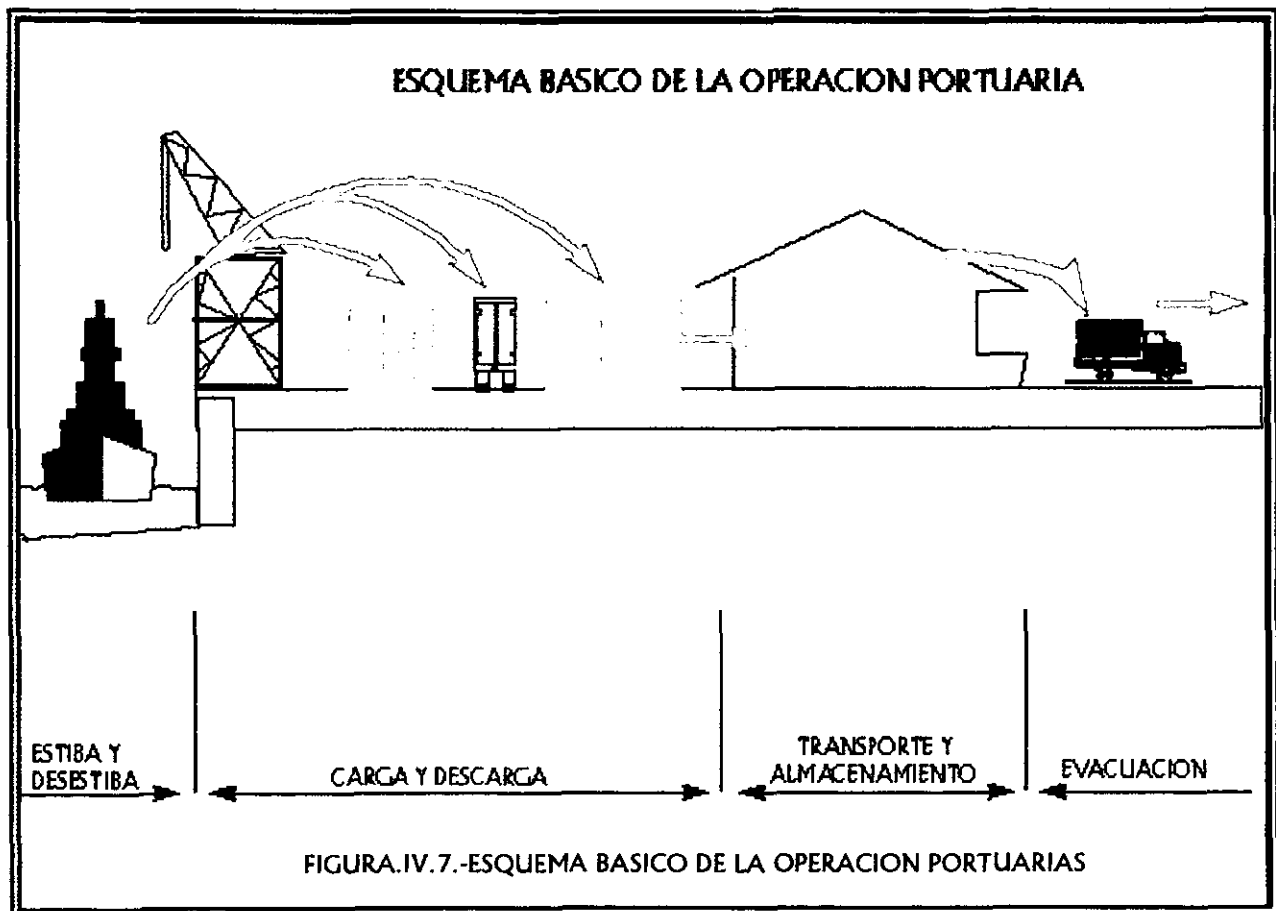 ESQUEMA BASICO DE LA OPERACION PORTUARIA
ESTIBA Y
DESESTIBA
CARGA Y DESCARGA
TRANSPORTE Y
ALMACENAMIENTO
EVACUACION
FIGURA.IV.7.-ESQUEMA BASICO DE LA OPERACION PORTUARIAS